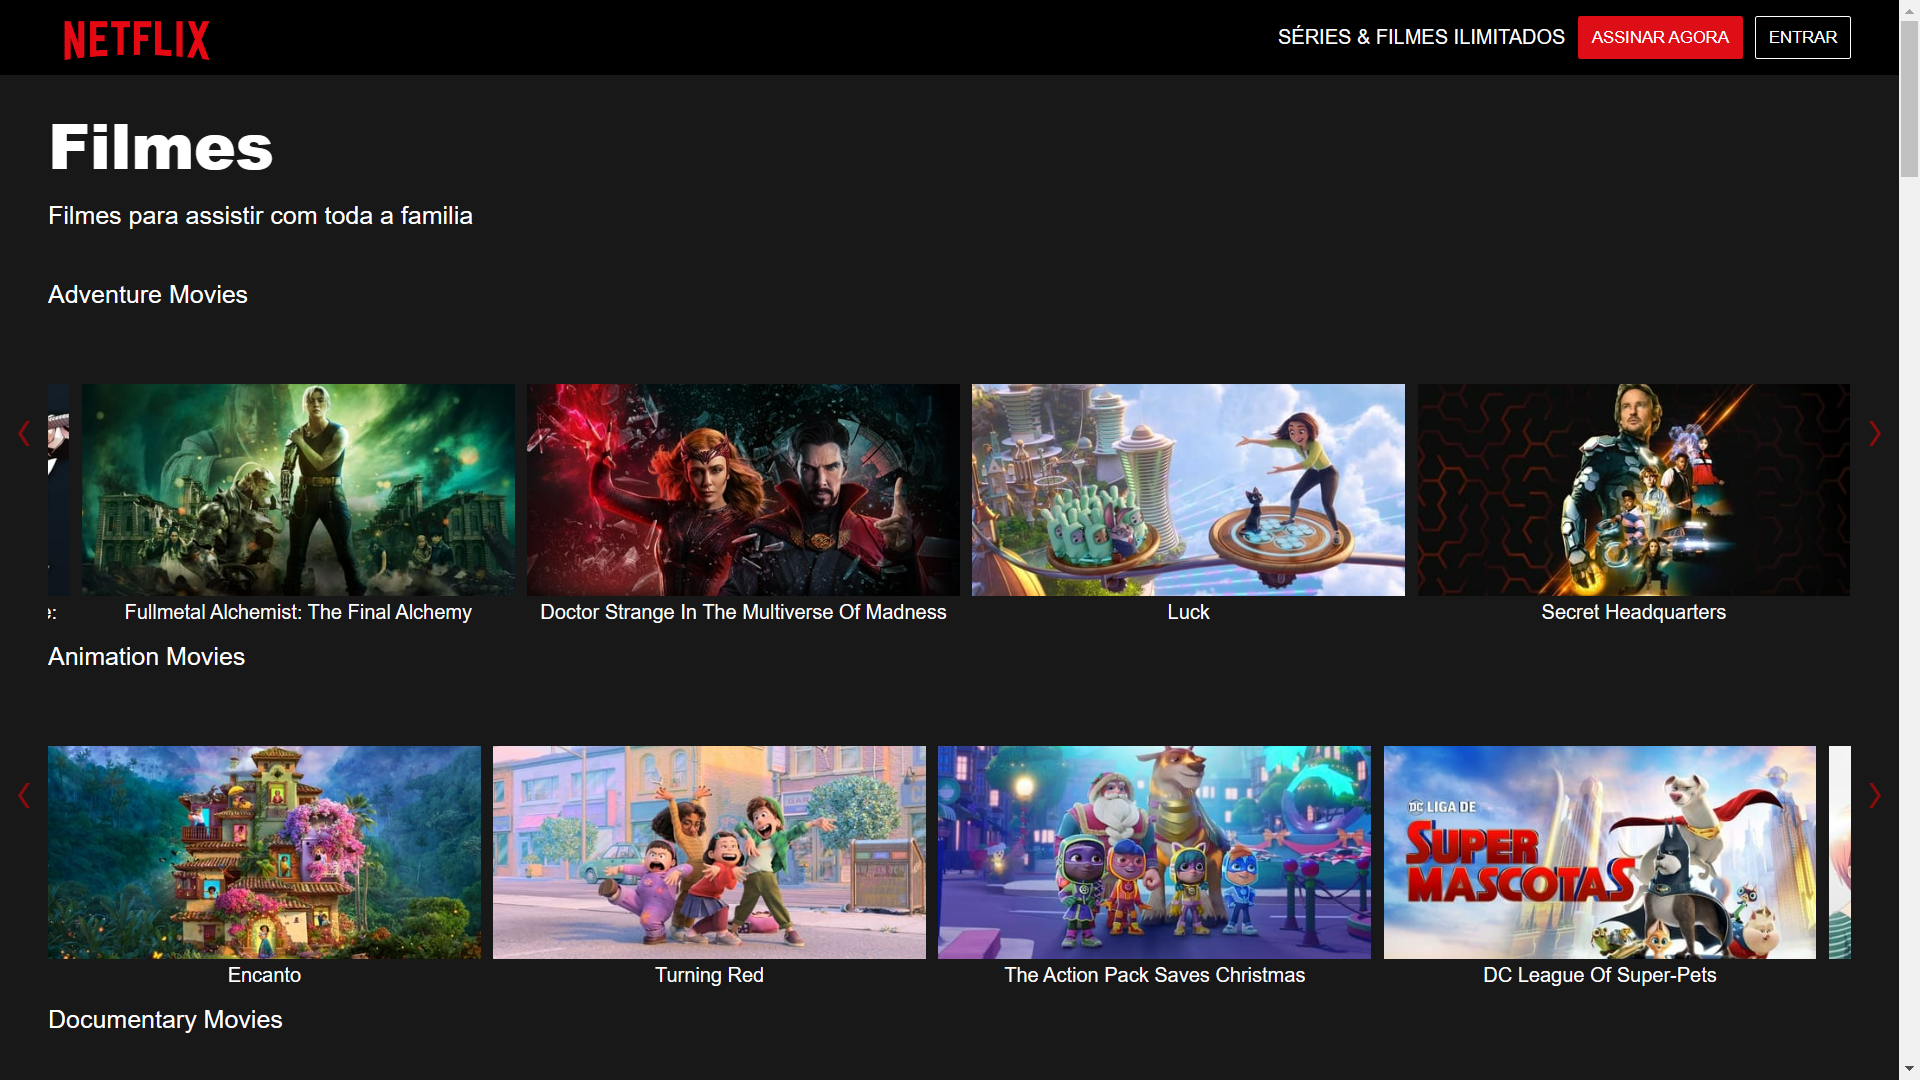 NETFLIX
SÉRIES & FILMES ILIMITADOS
ASSINAR AGORA
ENTRAR
Filmes
Filmes para assistir com toda a familia
Adventure Movies
e:
Fullmetal Alchemist: The Final Alchemy
Doctor Strange In The Multiverse Of Madness
Luck
Secret Headquarters
Animation Movies
DC LIGA DE
SUPER
MASCOTAS
Encanto
Turning Red
The Action Pack Saves Christmas
DC League Of Super-Pets
Documentary Movies